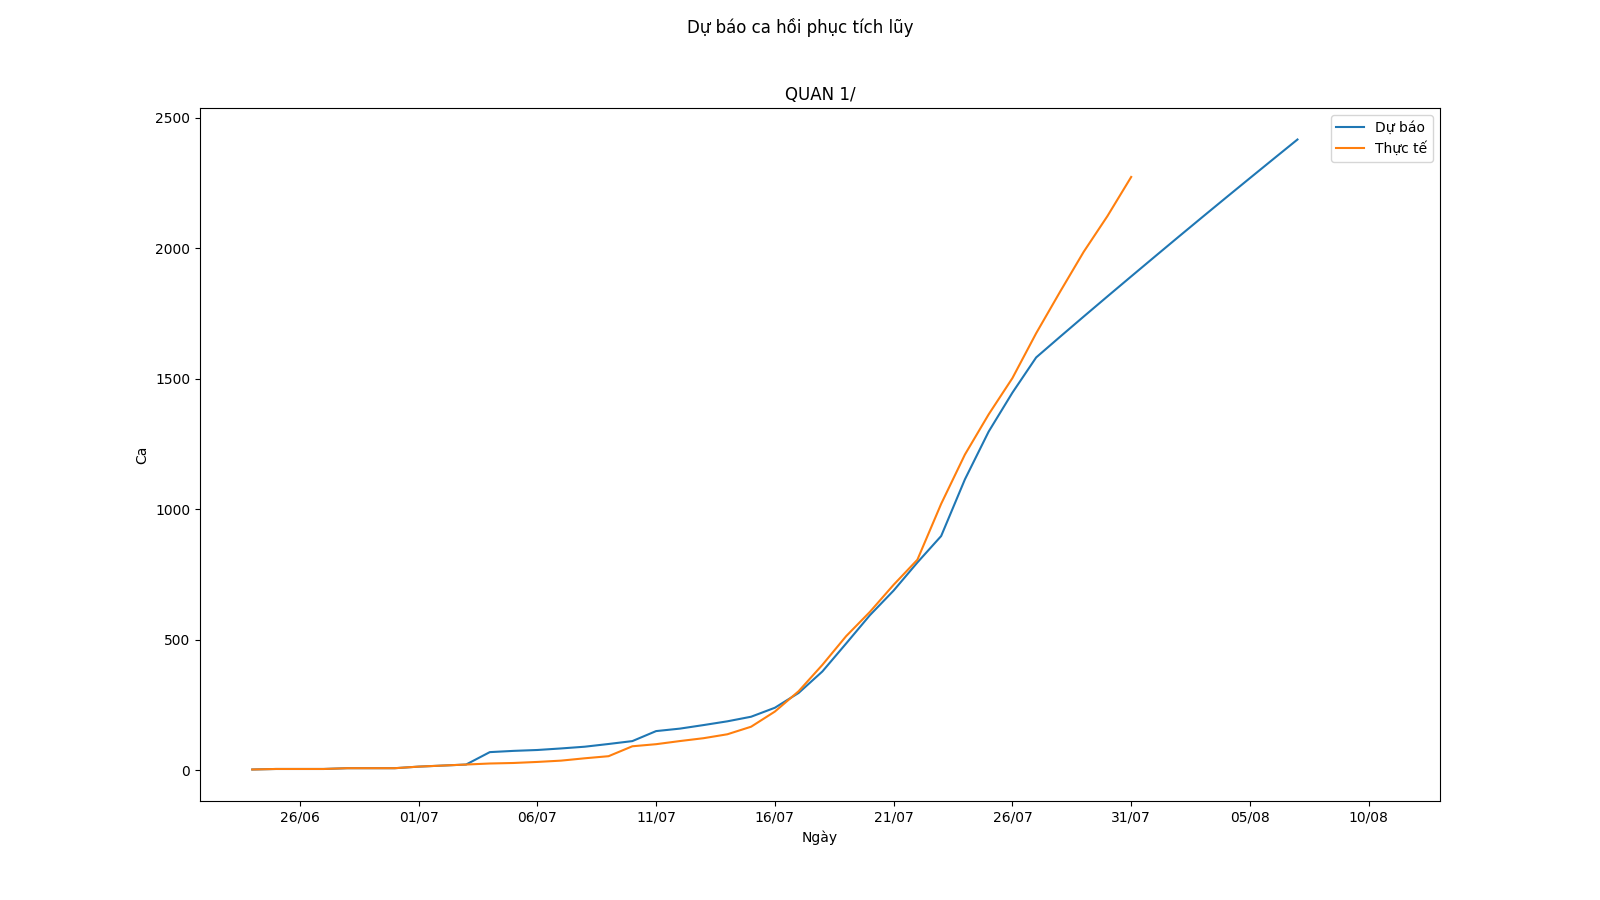 Dự báo ca hồi phục tích lũy
QUAN 1/
Dự báo
Thực tế
2500
2000
1500
1000
500
0
Ca
26/06
01/07
06/07
11/07
16/07
21/07
26/07
31/07
05/08
10/08
Ngày